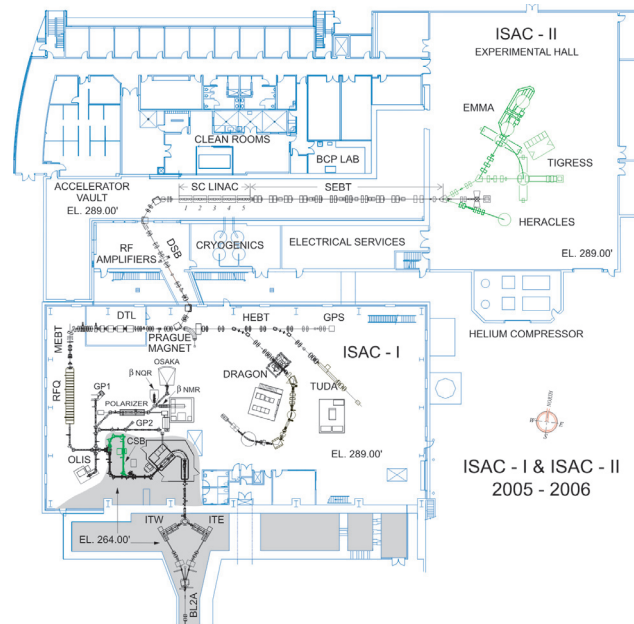 ISAC - II
EXPERIMENTAL HALL
EMMA
TIGRESS
HERACLES
EL. 289.00'
CLEAN ROOMS
BCP LAB
ACCELERATOR
VAULT
EL. 289.00'
SC LINAC
SEBT
1 2 3 4 5
RF
AMPLIFIERS
DSB
CRYOGENICS
ELECTRICAL SERVICES
HELIUM COMPRESSOR
DTL
HEBT
GPS
MEBT
PRAGUE
MAGNET
ISAC - I
OSAKA
β NQR
β NMR
DRAGON
TUDA
RFQ
GP1
POLARIZER
GP2
CSB
OLIS
EL. 289.00'
NORTH
ISAC - I & ISAC - II
2005 - 2006
ITW
ITE
EL. 264.00'
BL2A